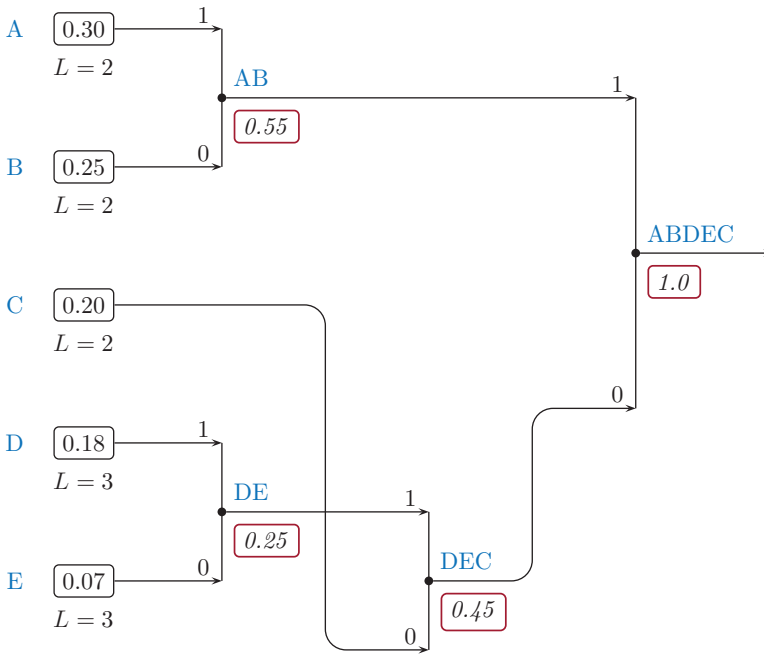 A 0.30 1
L = 2
AB 1
0.55
B 0.25 0
L = 2
ABDEC
1.0
C 0.20
L = 2
0
D 0.18 1
L = 3
DE 1
0.25
DEC
E 0.07 0
0.45
L = 3
0